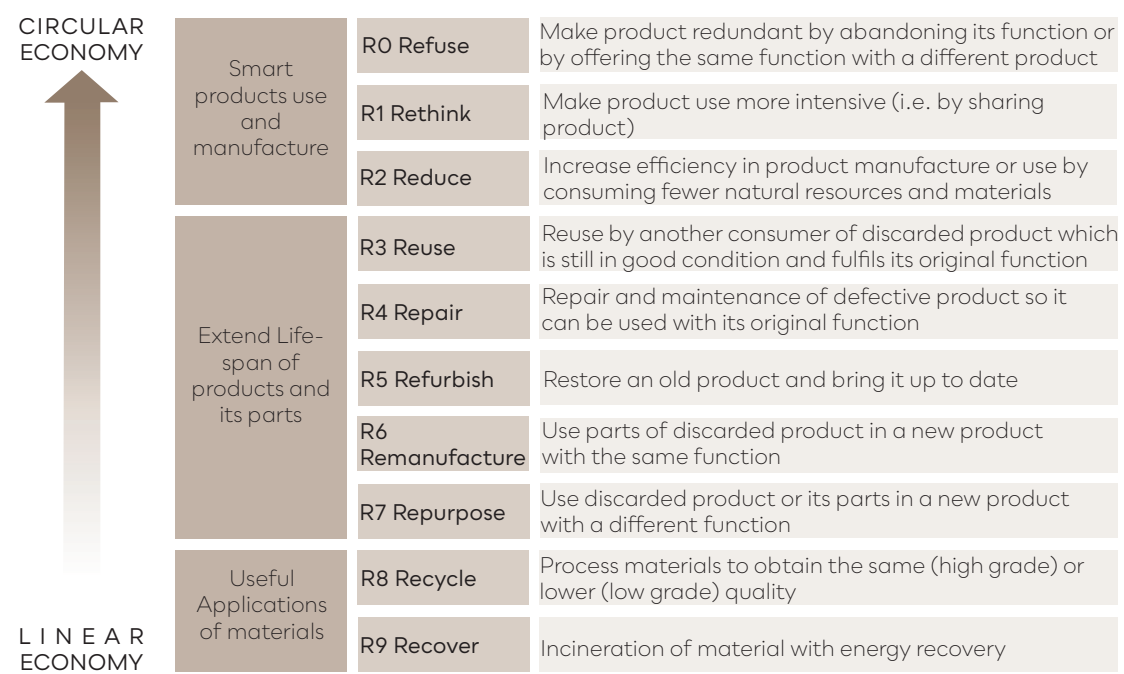 CIRCULAR
ECONOMY
Smart
products use
and
manufacture
R0 Refuse
Make product redundant by abandoning its function or
by offering the same function with a different product
R1 Rethink
Make product use more intensive (i.e. by sharing
product)
R2 Reduce
Increase efficiency in product manufacture or use by
consuming fewer natural resources and materials
Extend Life-
span of
products and
its parts
R3 Reuse
Reuse by another consumer of discarded product which
is still in good condition and fulfils its original function
R4 Repair
Repair and maintenance of defective product so it
can be used with its original function
R5 Refurbish
Restore an old product and bring it up to date
R6
Remanufacture
Use parts of discarded product in a new product
with the same function
R7 Repurpose
Use discarded product or its parts in a new product
with a different function
Useful
Applications
of materials
R8 Recycle
Process materials to obtain the same (high grade) or
lower (low grade) quality
R9 Recover
Incineration of material with energy recovery
LINEAR
ECONOMY